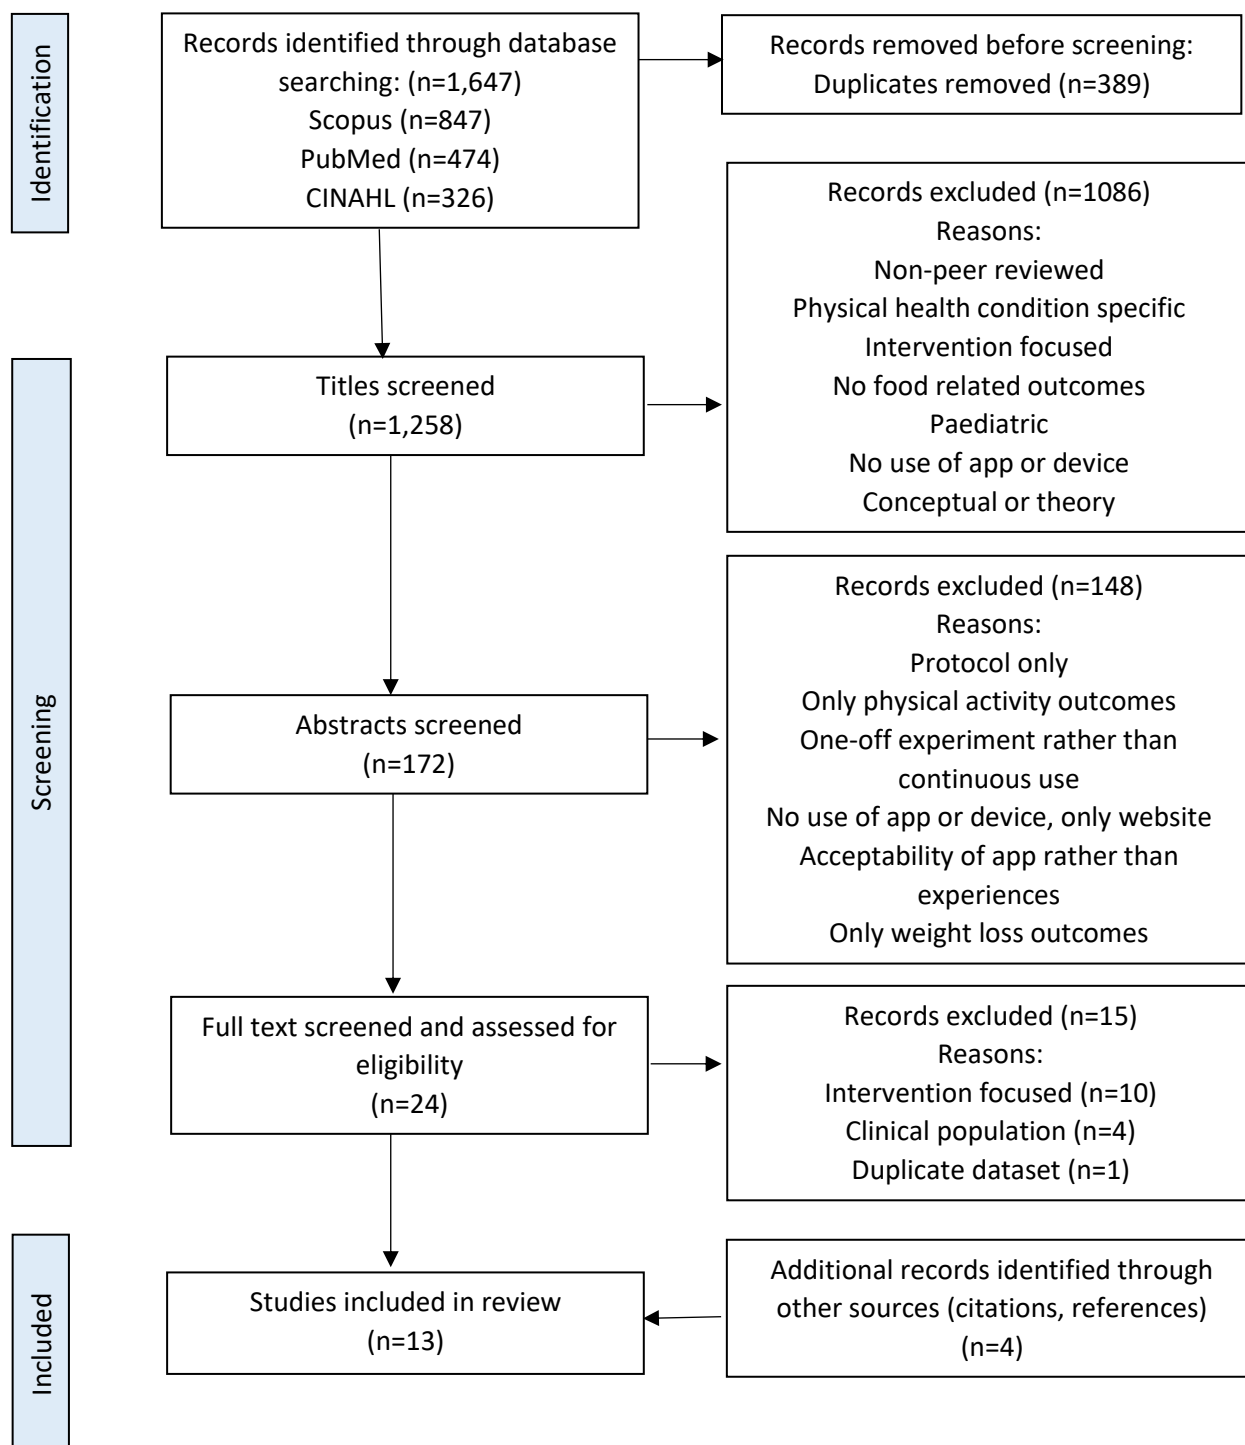 Identification
Records identified through database
searching: (n=1,647)
Scopus (n=847)
PubMed (n=474)
CINAHL (n=326)
Records removed before screening:
Duplicates removed (n=389)
Screening
Titles screened
(n=1,258)
Records excluded (n=1086)
Reasons:
Non-peer reviewed
Physical health condition specific
Intervention focused
No food related outcomes
Paediatric
No use of app or device
Conceptual or theory
Abstracts screened
(n=172)
Records excluded (n=148)
Reasons:
Protocol only
Only physical activity outcomes
One-off experiment rather than
continuous use
No use of app or device, only website
Acceptability of app rather than
experiences
Only weight loss outcomes
Full text screened and assessed for
eligibility
(n=24)
Records excluded (n=15)
Reasons:
Intervention focused (n=10)
Clinical population (n=4)
Duplicate dataset (n=1)
Included
Studies included in review
(n=13)
Additional records identified through
other sources (citations, references)
(n=4)